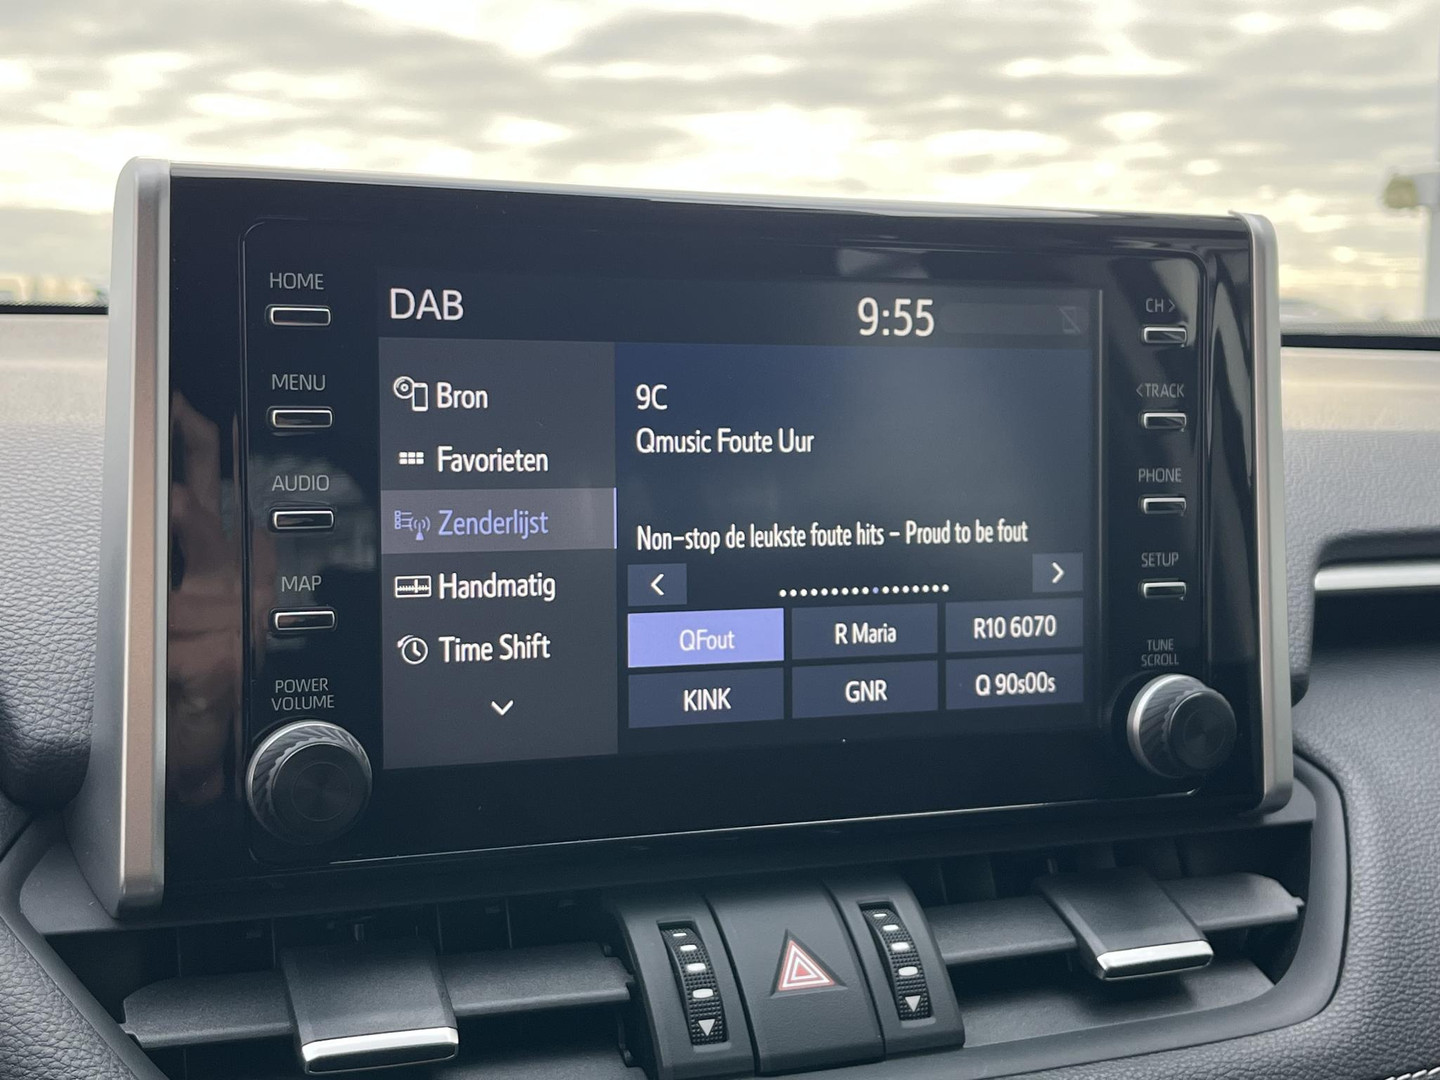 HOME
MENU
AUDIO
MAP
POWER
VOLUME
DAB
9:55
Bron
Favorieten
Zenderlijst
Handmatig
Time Shift
9C
Qmusic Foute Uur
Non-stop de leukste foute hits - Proud to be fout
<
>
QFout
R Maria
R10 6070
KINK
GNR
Q 90s00s
CH >
< TRACK
PHONE
SETUP
TUNE
SCROLL